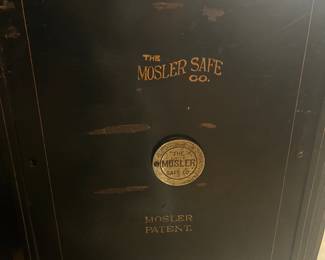 THE
MOSLER SAFE
CO.
THE
MOSLER
SAFE CO.
MOSLER
PATENT.